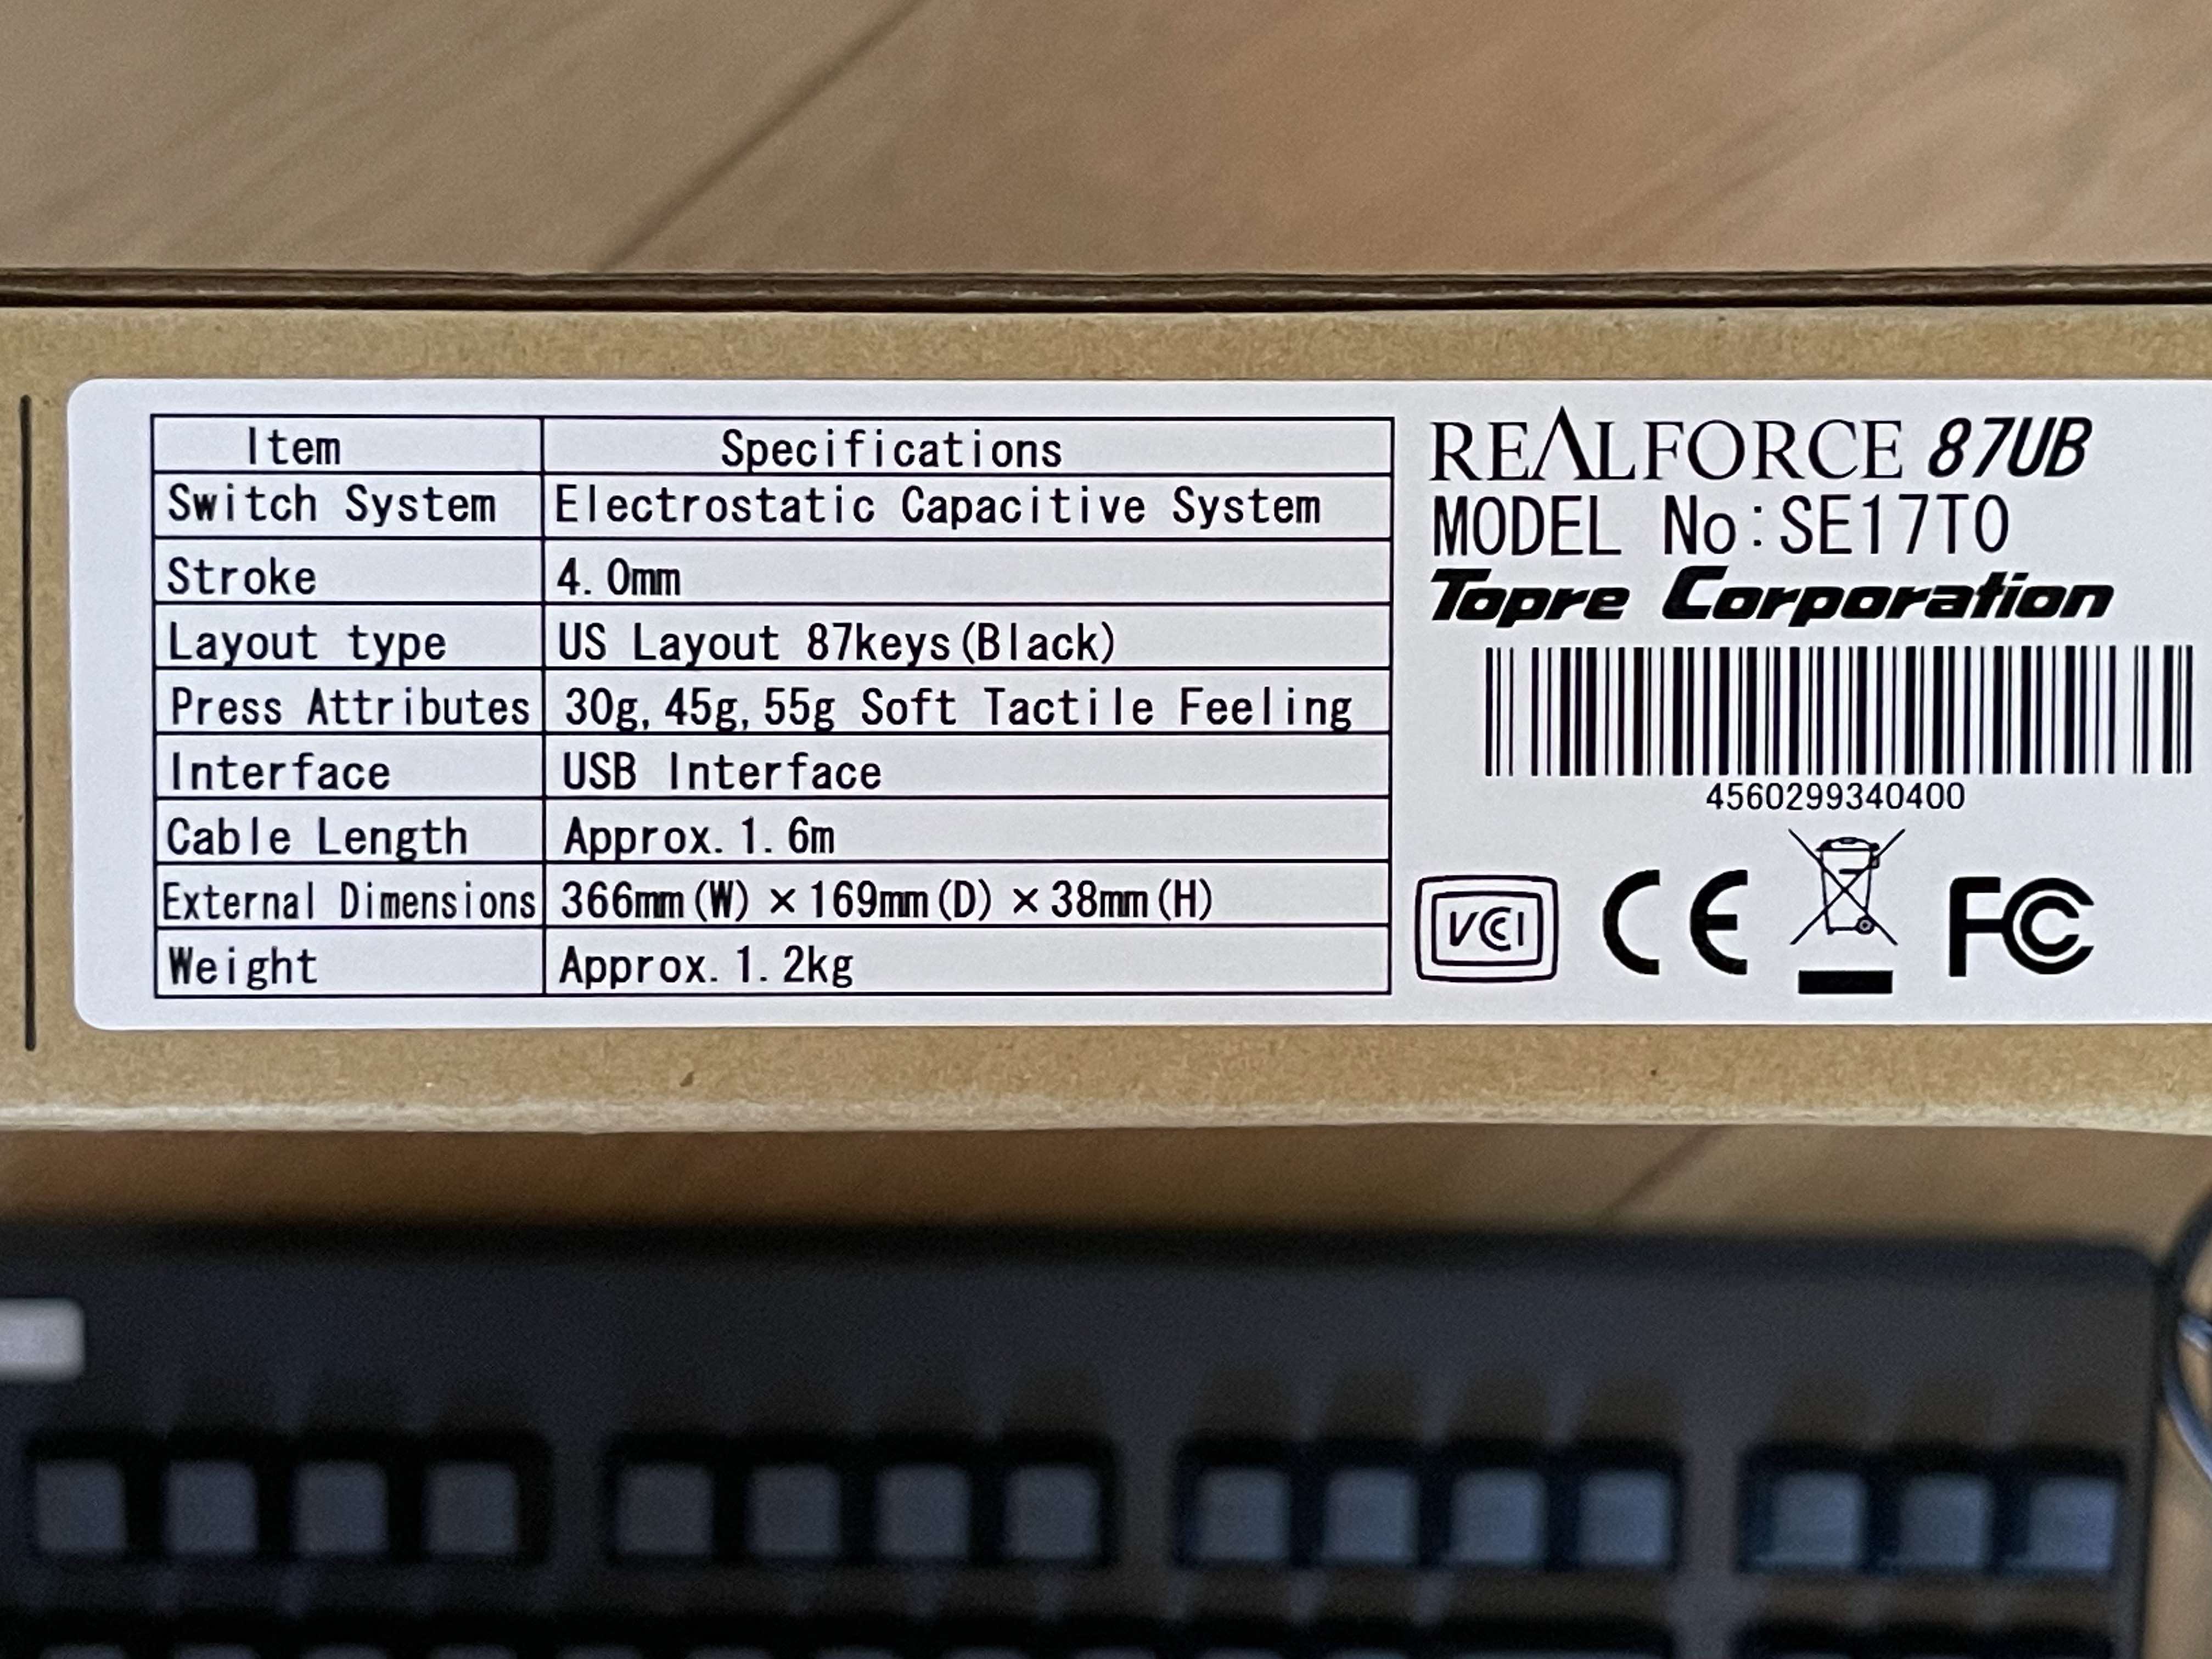 Item Specifications
Switch System Electrostatic Capacitive System
Stroke 4.0mm
Layout type US Layout 87keys(Black)
Press Attributes 30g,45g,55g Soft Tactile Feeling
Interface USB Interface
Cable Length Approx.1.6m
External Dimensions 366mm(W)×169mm(D)×38mm(H)
Weight Approx.1.2kg
REALFORCE 87UB
MODEL No:SE17T0
Topre Corporation
4560299340400
VCCI CE FC